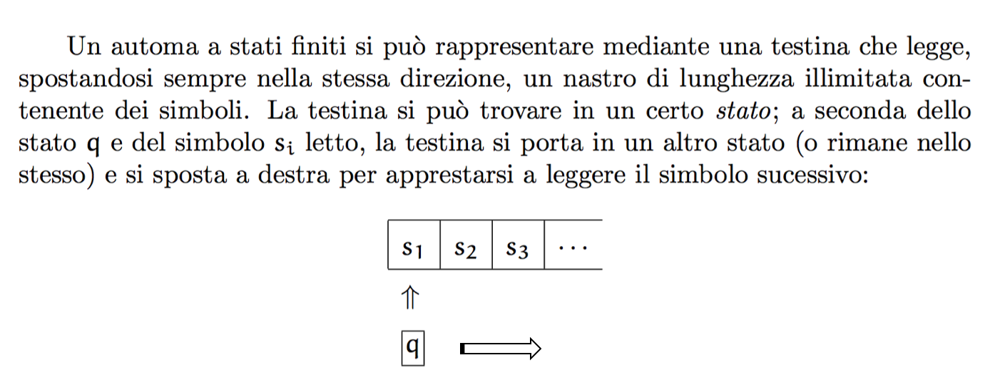 Un automa a stati finiti si può rappresentare mediante una testina che legge,
spostandosi sempre nella stessa direzione, un nastro di lunghezza illimitata con-
tenente dei simboli. La testina si può trovare in un certo stato; a seconda dello
stato q e del simbolo sᵢ letto, la testina si porta in un altro stato (o rimane nello
stesso) e si sposta a destra per apprestarsi a leggere il simbolo sucessivo:
s₁ s₂ s₃ ···
⇑
q